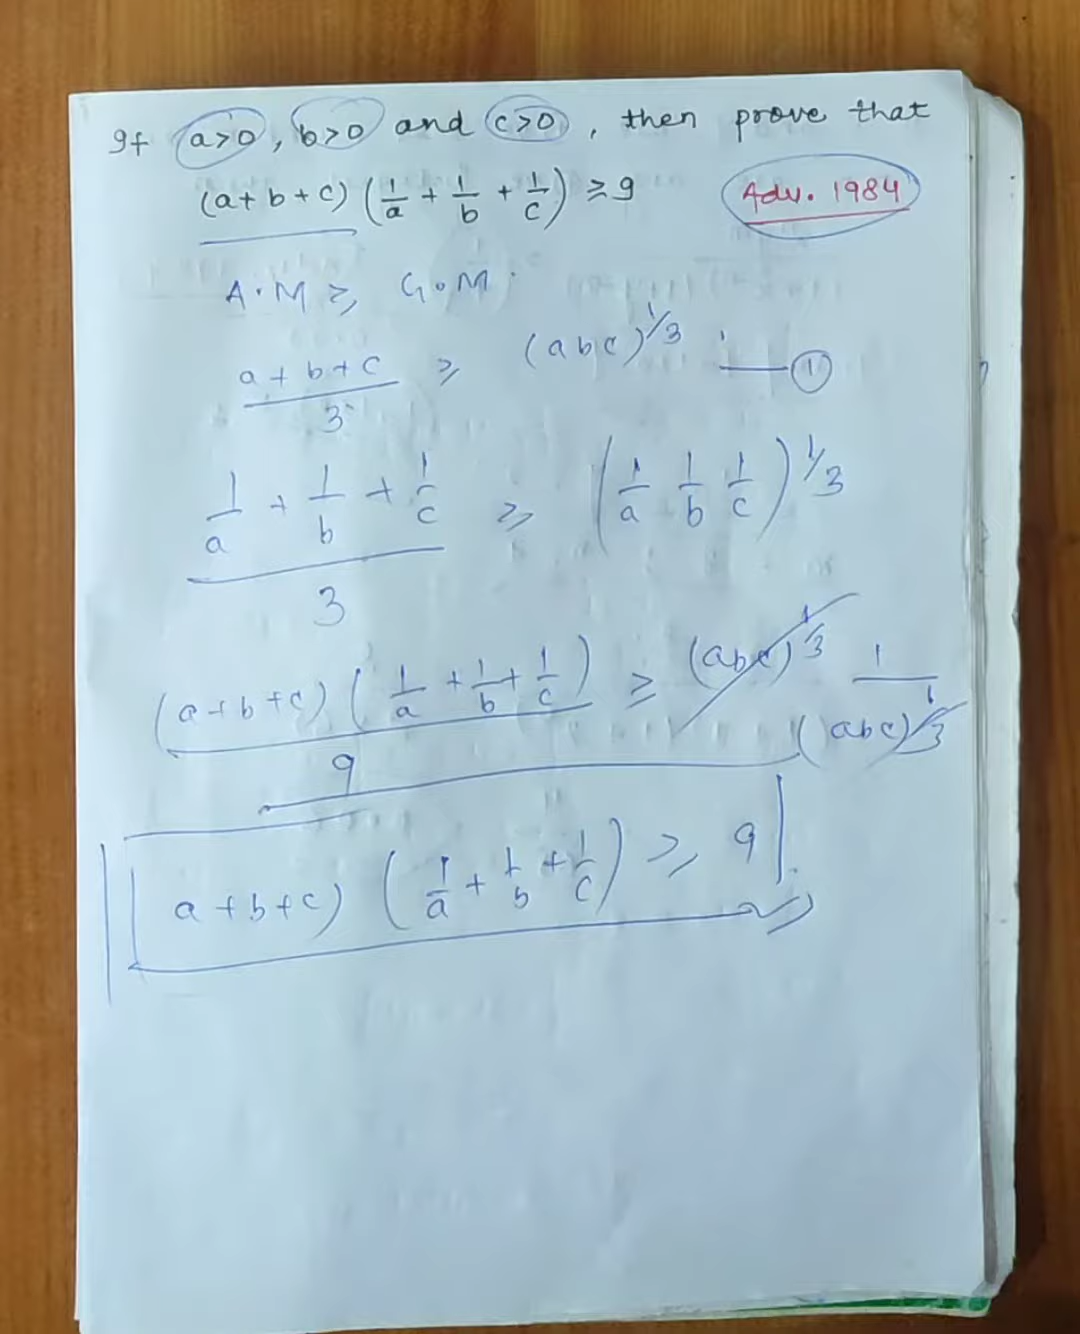 If a>0, b>0 and c>0, then prove that
(a+b+c) (1/a + 1/b + 1/c) ≥ 9 Adv. 1984
A.M ≥ G.M.
(a+b+c)/3 ≥ (abc)^1/3 — ①
(1/a + 1/b + 1/c)/3 ≥ (1/a 1/b 1/c)^1/3
(a+b+c) (1/a + 1/b + 1/c)/9 ≥ (abc)^1/3 1/(abc)^1/3
a+b+c) (1/a + 1/b + 1/c) ≥ 9